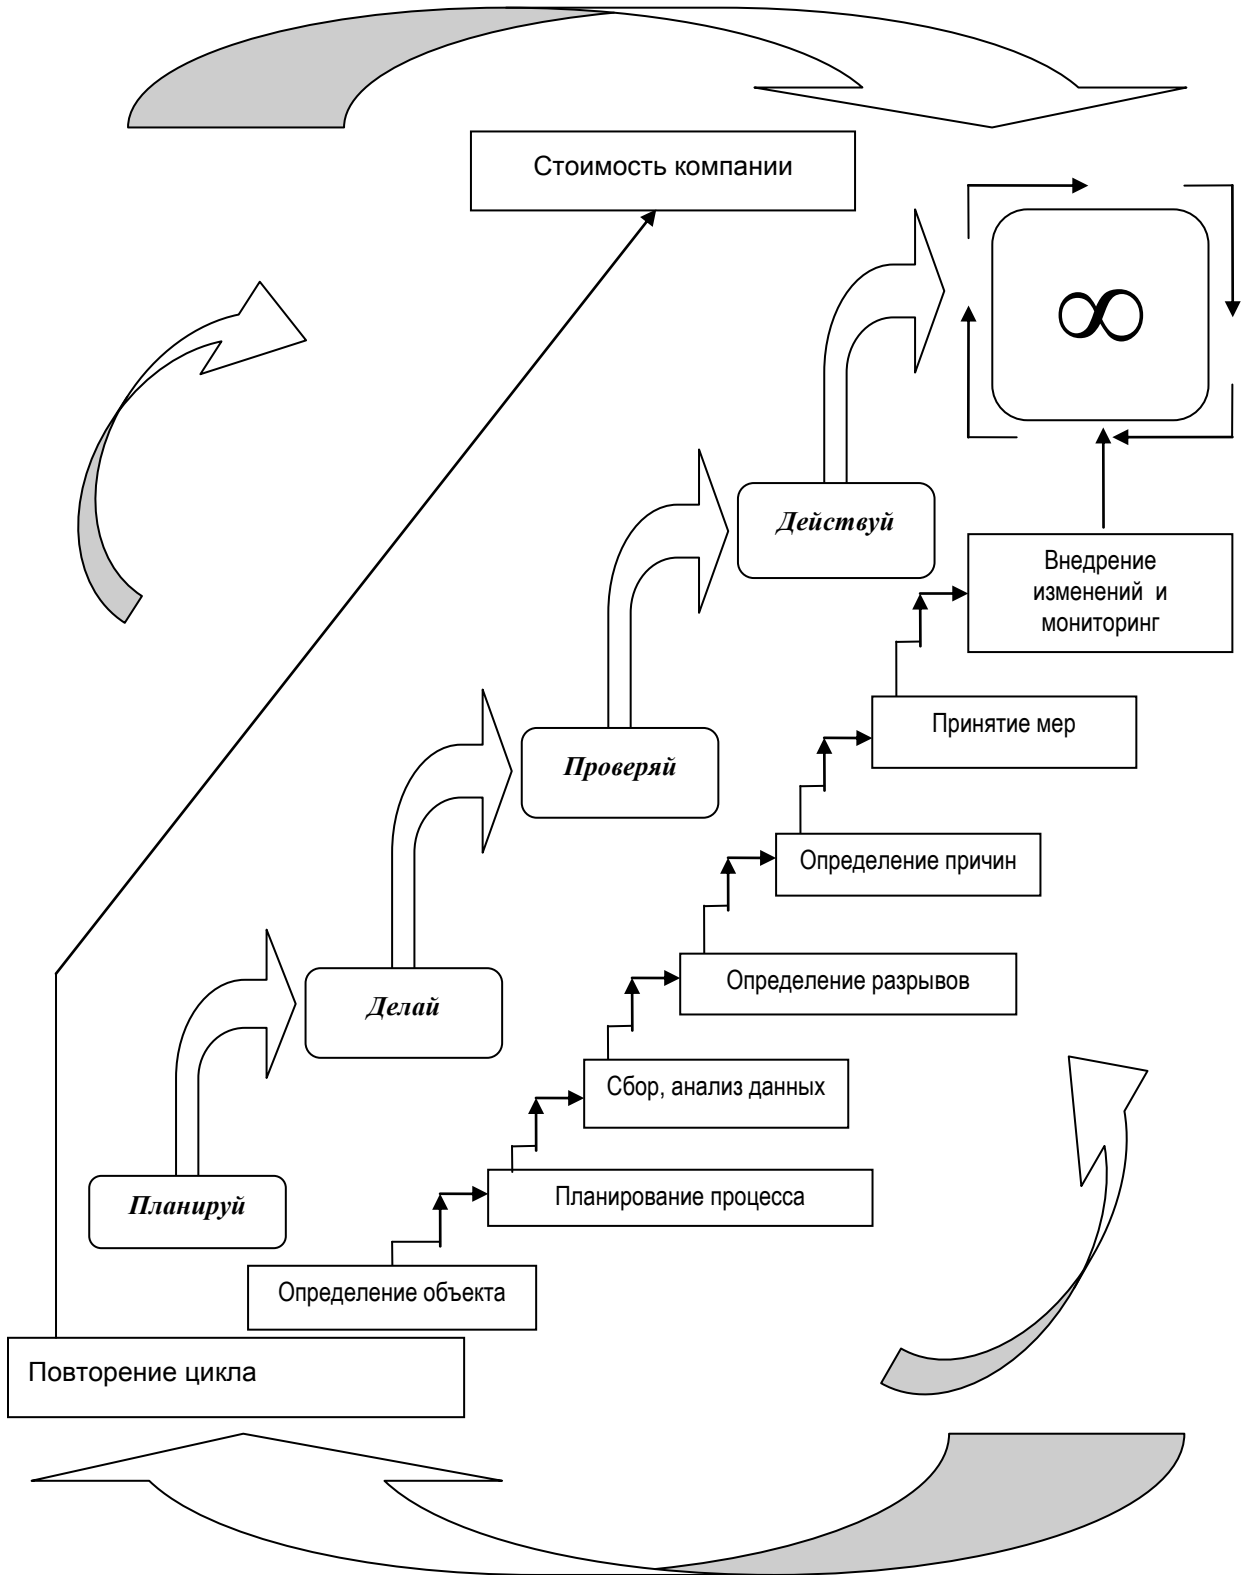 Стоимость компании
∞
Действуй
Внедрение
изменений и
мониторинг
Принятие мер
Проверяй
Определение причин
Определение разрывов
Делай
Сбор, анализ данных
Планируй
Планирование процесса
Определение объекта
Повторение цикла